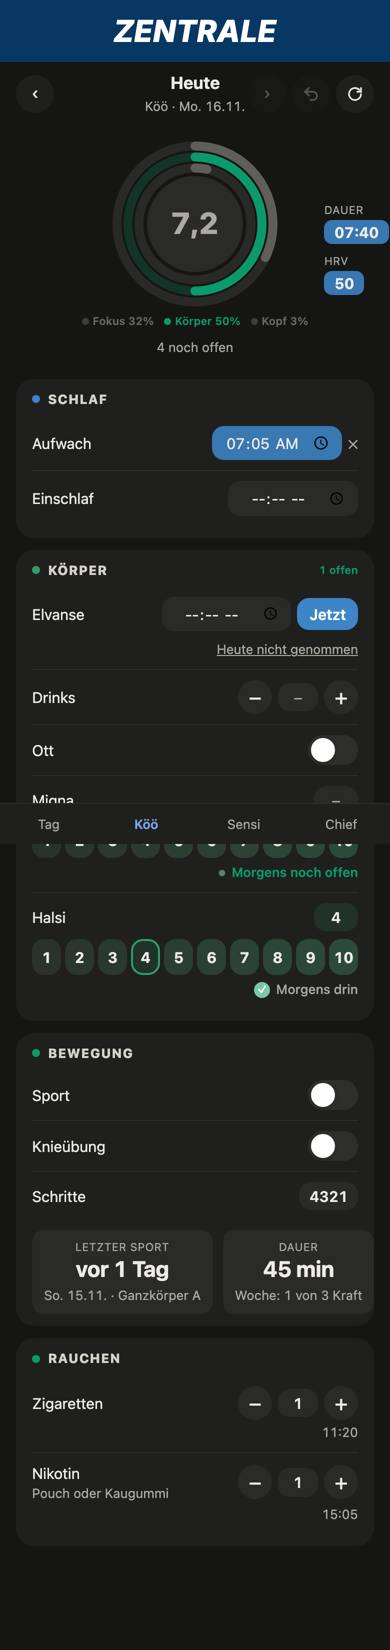 ZENTRALE
Heute
Köö · Mo. 16.11.
7,2
DAUER
07:40
HRV
50
Fokus 32% Körper 50% Kopf 3%
4 noch offen
SCHLAF
Aufwach 07:05 AM ×
Einschlaf --:-- --
KÖRPER 1 offen
Elvanse --:-- -- Jetzt
Heute nicht genommen
Drinks − – +
Ott
Migna –
Tag Köö Sensi Chief
Morgens noch offen
Halsi 4
1 2 3 4 5 6 7 8 9 10
Morgens drin
BEWEGUNG
Sport
Knieübung
Schritte 4321
LETZTER SPORT
vor 1 Tag
So. 15.11. · Ganzkörper A
DAUER
45 min
Woche: 1 von 3 Kraft
RAUCHEN
Zigaretten − 1 +
11:20
Nikotin − 1 +
Pouch oder Kaugummi
15:05